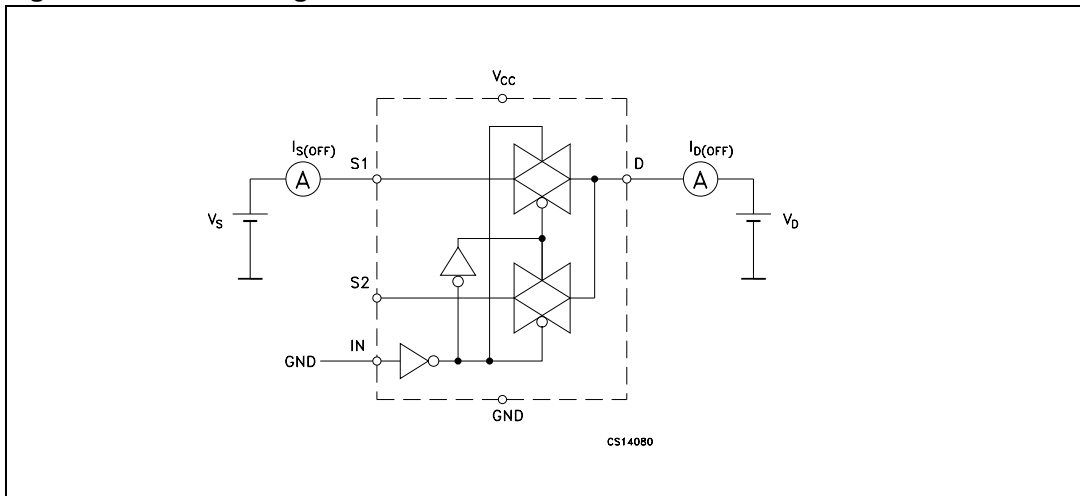 VCC
IS(OFF)
S1
D
ID(OFF)
A
A
VS
VD
S2
IN
GND
GND
CS14080